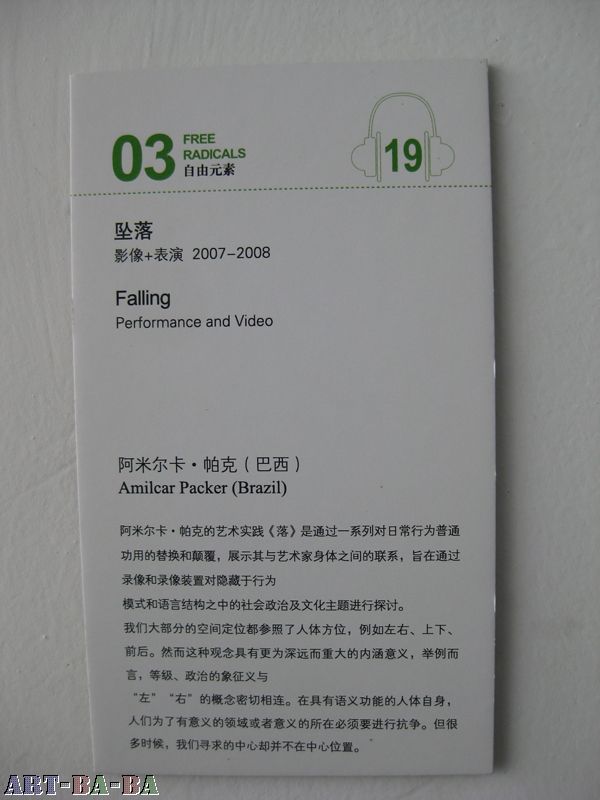 03 FREE
RADICALS
自由元素
19
坠落
影像+表演 2007-2008
Falling
Performance and Video
阿米尔卡·帕克（巴西）
Amilcar Packer (Brazil)
阿米尔卡·帕克的艺术实践《落》是通过一系列对日常行为普通
功用的替换和颠覆，展示其与艺术家身体之间的联系，旨在通过
录像和录像装置对隐藏于行为
模式和语言结构之中的社会政治及文化主题进行探讨。
我们大部分的空间定位都参照了人体方位，例如左右、上下、
前后。然而这种观念具有更为深远而重大的内涵意义，举例而
言，等级、政治的象征义与
“左”“右”的概念密切相连。在具有语义功能的人体自身，
人们为了有意义的领域或者意义的所在必须要进行抗争。但很
多时候，我们寻求的中心却并不在中心位置。
ART-BA-BA